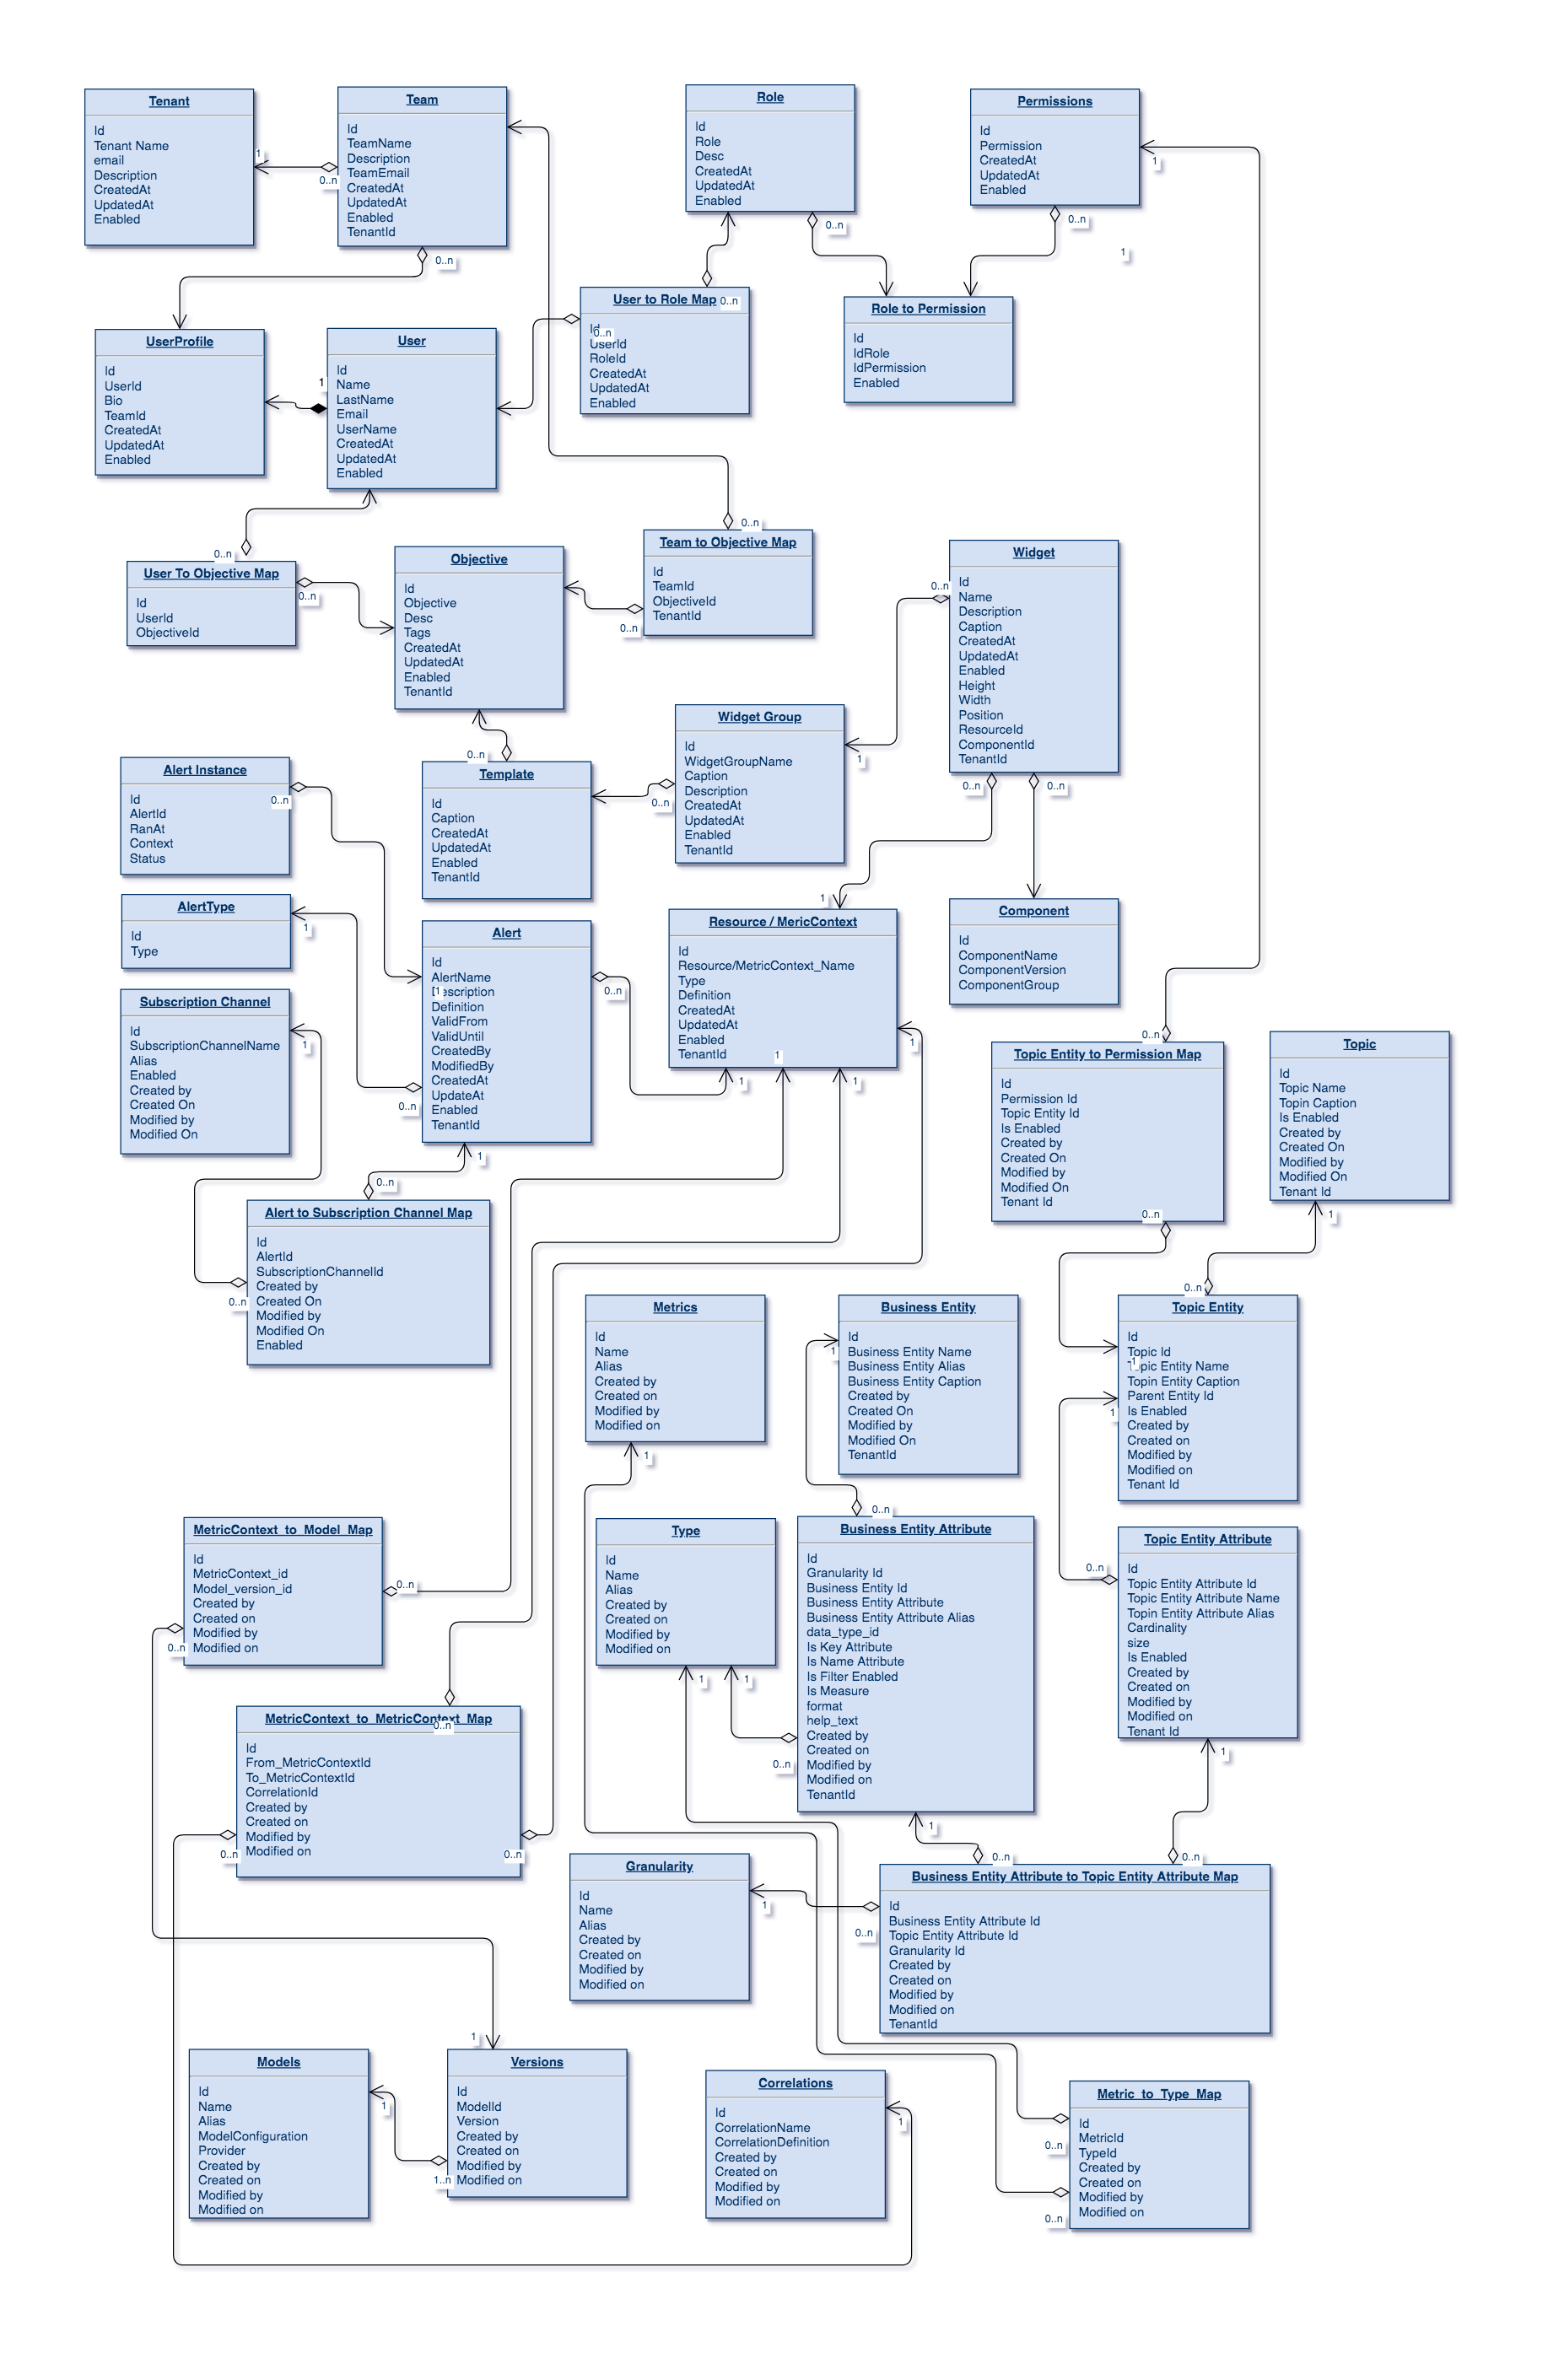 Tenant
Id
Tenant Name
email
Description
CreatedAt
UpdatedAt
Enabled
1
0..n
Team
Id
TeamName
Description
TeamEmail
CreatedAt
UpdatedAt
Enabled
TenantId
0..n
Role
Id
Role
Desc
CreatedAt
UpdatedAt
Enabled
0..n
Permissions
Id
Permission
CreatedAt
UpdatedAt
Enabled
1
0..n
1
UserProfile
Id
UserId
Bio
TeamId
CreatedAt
UpdatedAt
Enabled
1
User
Id
Name
LastName
Email
UserName
CreatedAt
UpdatedAt
Enabled
User to Role Map
0..n
Id
0..n
UserId
RoleId
CreatedAt
UpdatedAt
Enabled
Role to Permission
Id
IdRole
IdPermission
Enabled
0..n
User To Objective Map
Id
UserId
ObjectiveId
0..n
Objective
Id
Objective
Desc
Tags
CreatedAt
UpdatedAt
Enabled
TenantId
0..n
Team to Objective Map
Id
TeamId
ObjectiveId
TenantId
0..n
Widget
Id
Name
Description
Caption
CreatedAt
UpdatedAt
Enabled
Height
Width
Position
ResourceId
ComponentId
TenantId
0..n
0..n
0..n
Widget Group
Id
WidgetGroupName
Caption
Description
CreatedAt
UpdatedAt
Enabled
TenantId
1
0..n
0..n
Template
Id
Caption
CreatedAt
UpdatedAt
Enabled
TenantId
Alert Instance
Id
AlertId
RanAt
Context
Status
0..n
AlertType
Id
Type
1
Subscription Channel
Id
SubscriptionChannelName
Alias
Enabled
Created by
Created On
Modified by
Modified On
1
Alert
Id
AlertName
Description
1
Definition
ValidFrom
ValidUntil
CreatedBy
ModifiedBy
CreatedAt
UpdateAt
Enabled
TenantId
0..n
0..n
1
1
Resource / MericContext
Id
Resource/MetricContext_Name
Type
Definition
CreatedAt
UpdatedAt
Enabled
TenantId
1
1
1
1
Component
Id
ComponentName
ComponentVersion
ComponentGroup
0..n
Topic Entity to Permission Map
Id
Permission Id
Topic Entity Id
Is Enabled
Created by
Created On
Modified by
Modified On
Tenant Id
0..n
Topic
Id
Topic Name
Topin Caption
Is Enabled
Created by
Created On
Modified by
Modified On
Tenant Id
1
0..n
Alert to Subscription Channel Map
Id
AlertId
SubscriptionChannelId
Created by
Created On
Modified by
Modified On
Enabled
0..n
Metrics
Id
Name
Alias
Created by
Created on
Modified by
Modified on
1
Business Entity
Id
Business Entity Name
Business Entity Alias
Business Entity Caption
Created by
Created On
Modified by
Modified On
TenantId
1
0..n
0..n
Topic Entity
Id
Topic Id
1
Topic Entity Name
Topin Entity Caption
Parent Entity Id
Is Enabled
Created by
Created on
Modified by
Modified on
Tenant Id
1
MetricContext_to_Model_Map
Id
MetricContext_id
Model_version_id
Created by
Created on
Modified by
Modified on
0..n
0..n
Type
Id
Name
Alias
Created by
Created on
Modified by
Modified on
1
1
Business Entity Attribute
Id
Granularity Id
Business Entity Id
Business Entity Attribute
Business Entity Attribute Alias
data_type_id
Is Key Attribute
Is Name Attribute
Is Filter Enabled
Is Measure
format
help_text
Created by
Created on
Modified by
Modified on
TenantId
0..n
1
Topic Entity Attribute
Id
Topic Entity Attribute Id
Topic Entity Attribute Name
Topin Entity Attribute Alias
Cardinality
size
Is Enabled
Created by
Created on
Modified by
Modified on
Tenant Id
0..n
1
MetricContext_to_MetricContext_Map
0..n
Id
From_MetricContextId
To_MetricContextId
CorrelationId
Created by
Created on
Modified by
Modified on
0..n
0..n
Granularity
Id
Name
Alias
Created by
Created on
Modified by
Modified on
1
0..n
0..n
0..n
Business Entity Attribute to Topic Entity Attribute Map
Id
Business Entity Attribute Id
Topic Entity Attribute Id
Granularity Id
Created by
Created on
Modified by
Modified on
TenantId
Models
Id
Name
Alias
ModelConfiguration
Provider
Created by
Created on
Modified by
Modified on
1
1
Versions
Id
ModelId
Version
Created by
Created on
Modified by
Modified on
1..n
Correlations
Id
CorrelationName
CorrelationDefinition
Created by
Created on
Modified by
Modified on
1
Metric_to_Type_Map
Id
MetricId
TypeId
Created by
Created on
Modified by
Modified on
0..n
0..n